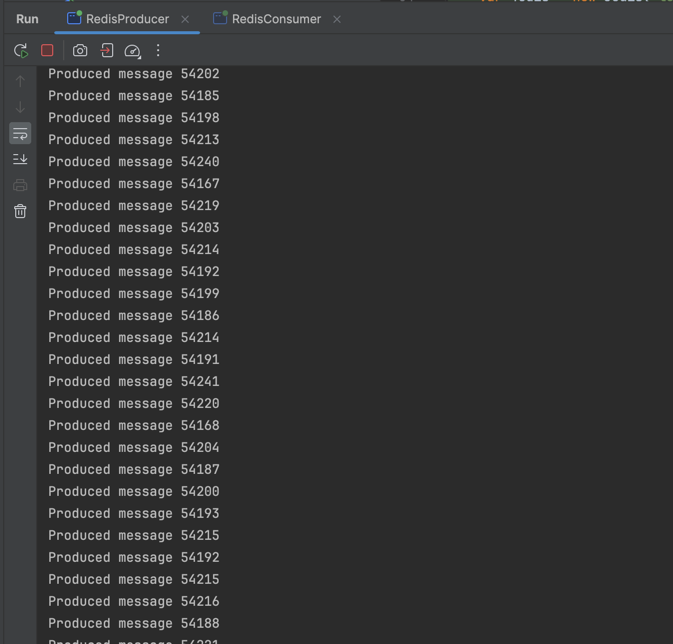 Run RedisProducer RedisConsumer
Produced message 54202
Produced message 54185
Produced message 54198
Produced message 54213
Produced message 54240
Produced message 54167
Produced message 54219
Produced message 54203
Produced message 54214
Produced message 54192
Produced message 54199
Produced message 54186
Produced message 54214
Produced message 54191
Produced message 54241
Produced message 54220
Produced message 54168
Produced message 54204
Produced message 54187
Produced message 54200
Produced message 54193
Produced message 54215
Produced message 54192
Produced message 54215
Produced message 54216
Produced message 54188
Produced message 54221